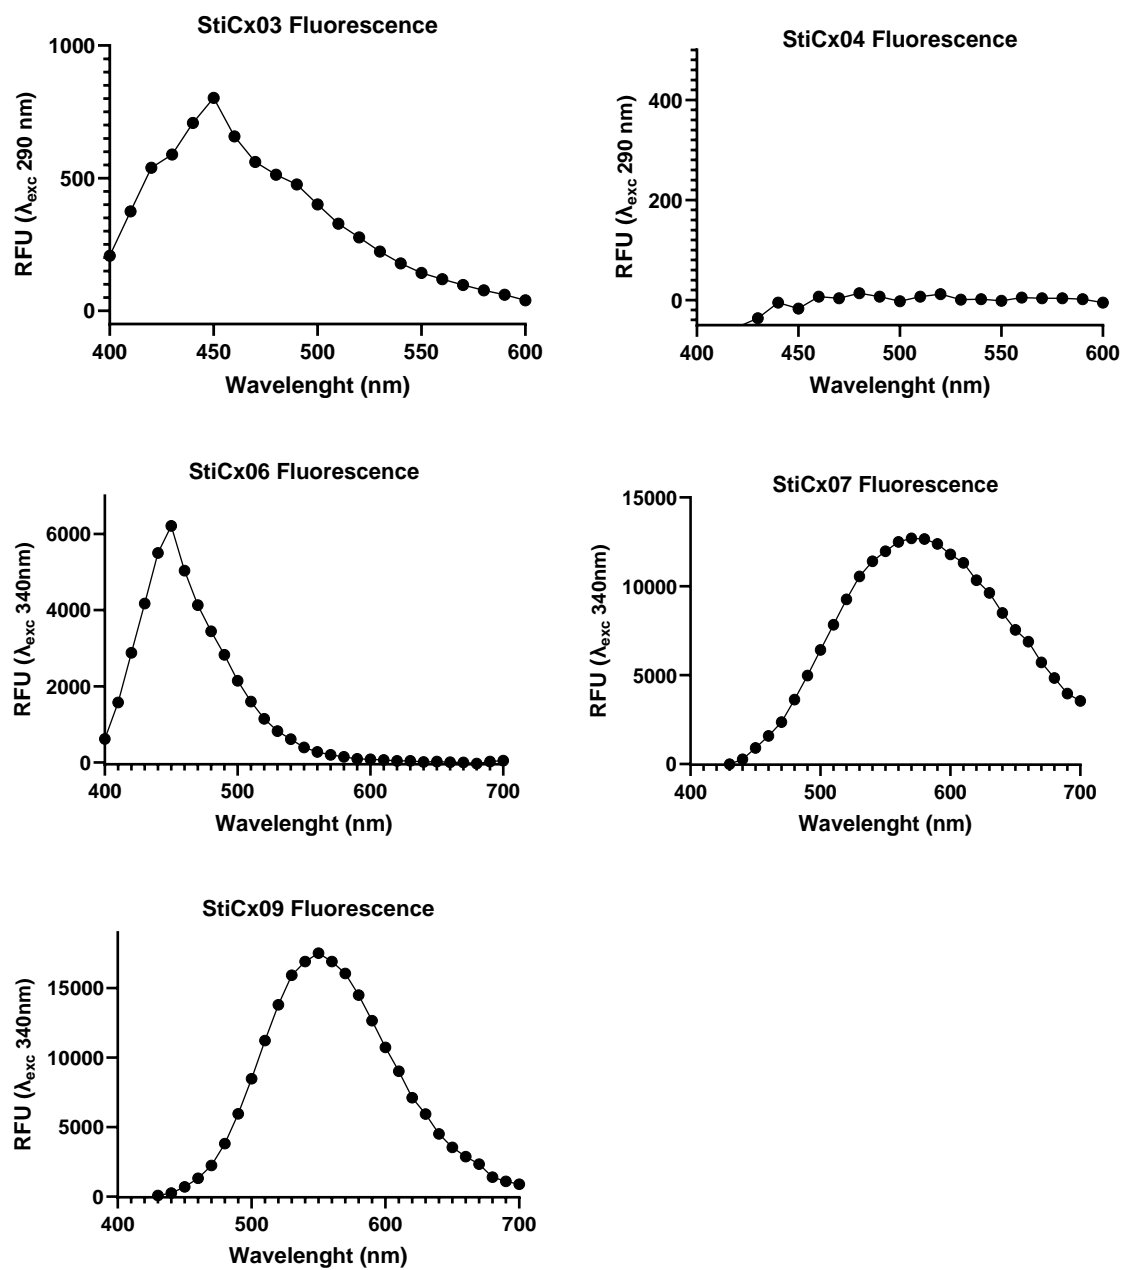 StiCx03 Fluorescence
RFU (λexc 290 nm)
1000
500
0
400 450 500 550 600
Wavelenght (nm)
StiCx04 Fluorescence
RFU (λexc 290 nm)
400
200
0
400 450 500 550 600
Wavelenght (nm)
StiCx06 Fluorescence
RFU (λexc 340nm)
6000
4000
2000
0
400 500 600 700
Wavelenght (nm)
StiCx07 Fluorescence
RFU (λexc 340nm)
15000
10000
5000
0
400 500 600 700
Wavelenght (nm)
StiCx09 Fluorescence
RFU (λexc 340nm)
15000
10000
5000
0
400 500 600 700
Wavelenght (nm)